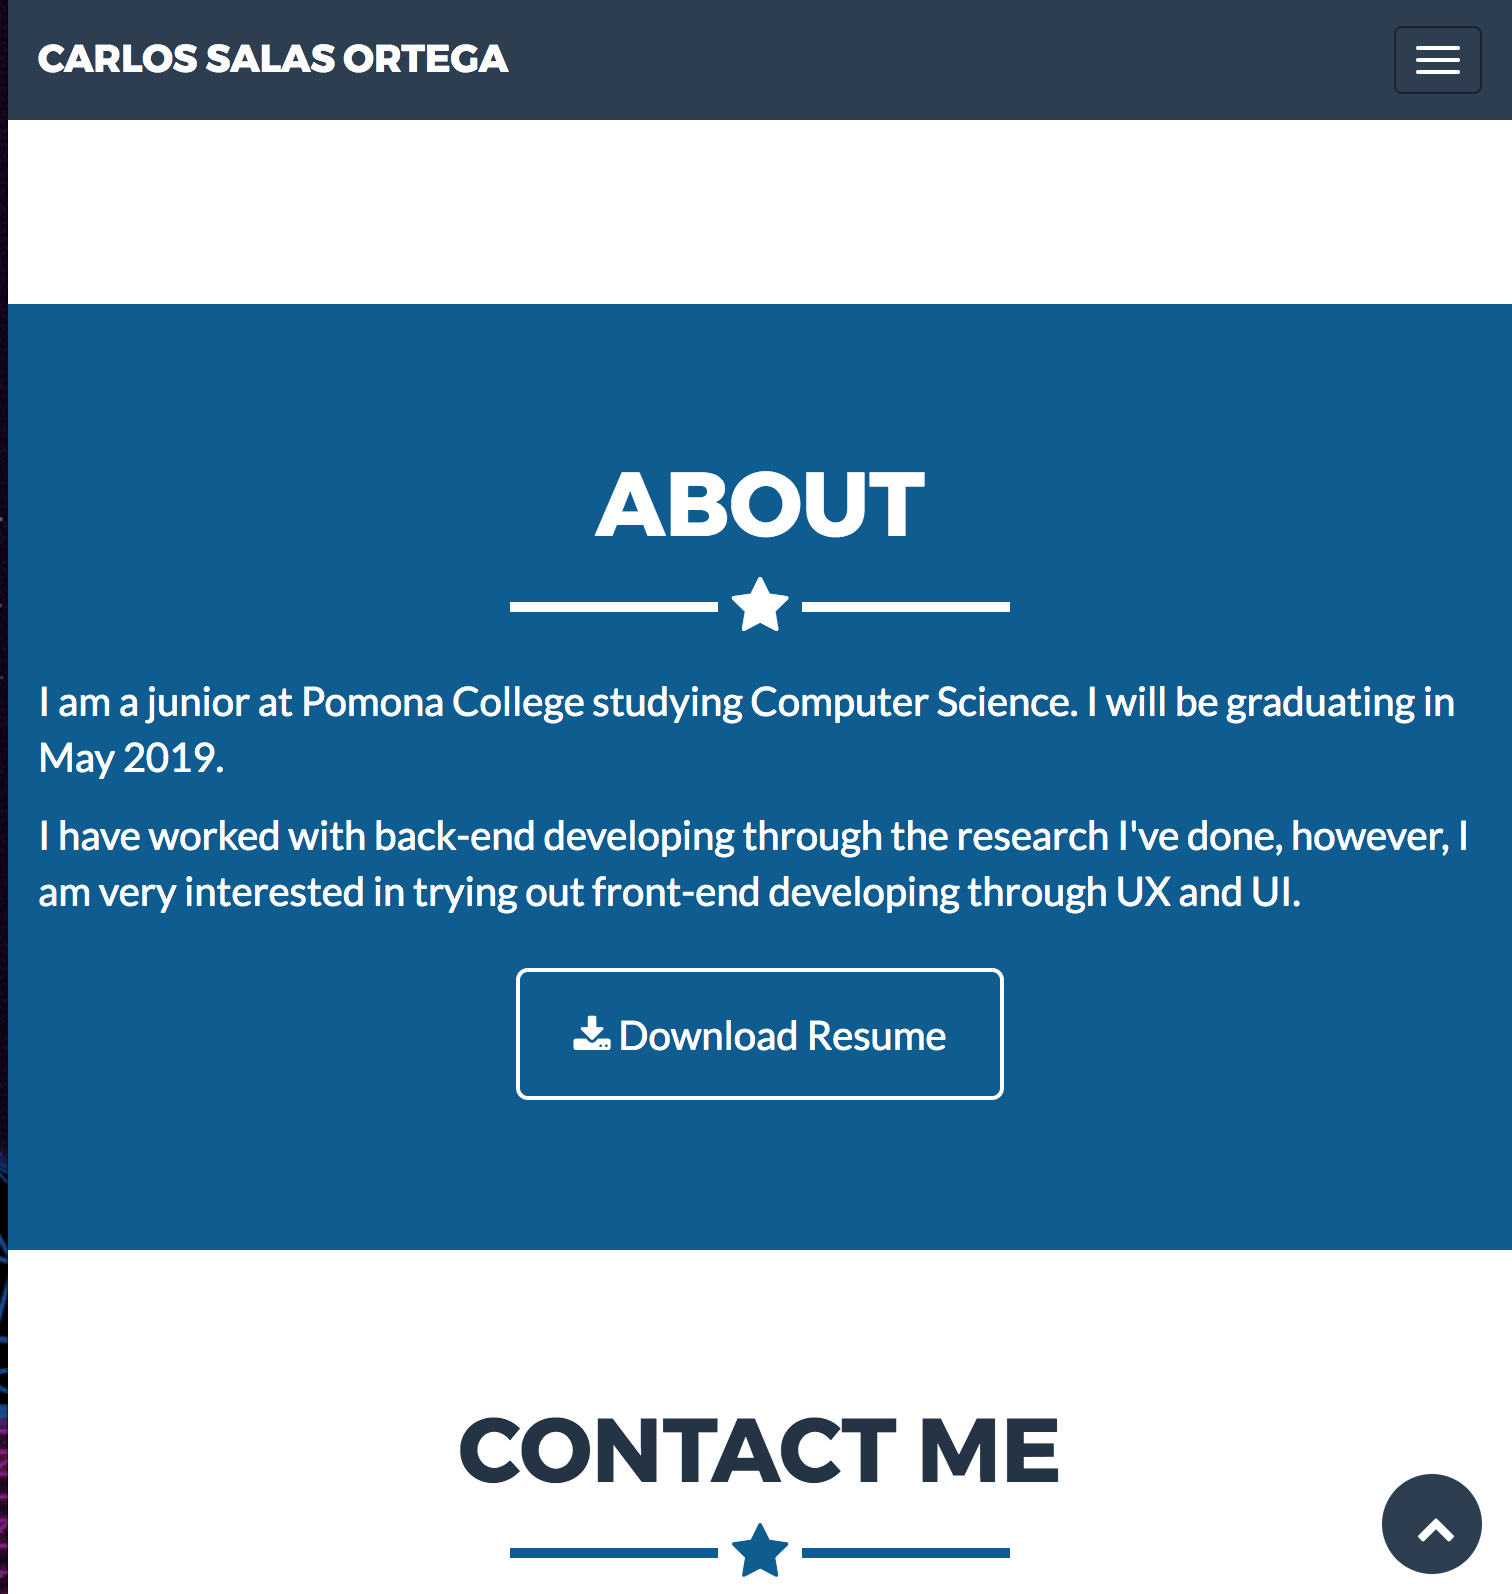 CARLOS SALAS ORTEGA
ABOUT
I am a junior at Pomona College studying Computer Science. I will be graduating in
May 2019.
I have worked with back-end developing through the research I've done, however, I
am very interested in trying out front-end developing through UX and UI.
Download Resume
CONTACT ME